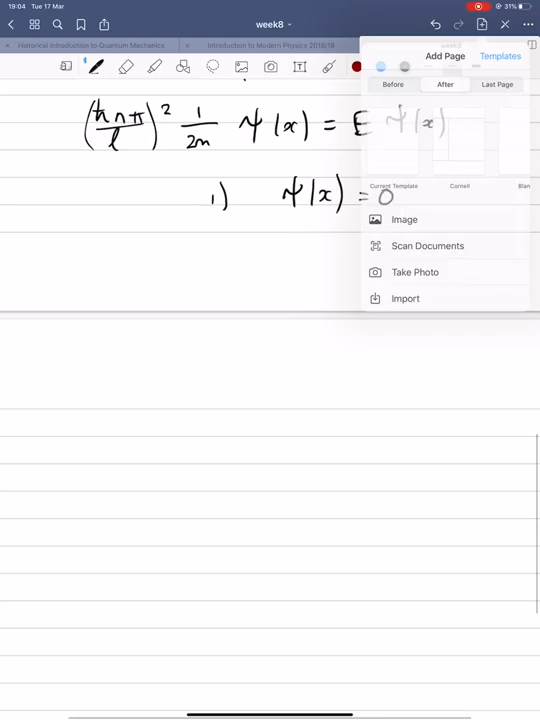 19:04 Tue 17 Mar
31%
week8
Historical Introduction to Quantum Mechanics
Introduction to Modern Physics 2018/19
Add Page
Templates
Before
After
Last Page
(ħnπ/l)² 1/2m ψ(x) = E ψ(x)
Current Template
Cornell
Blan
1) ψ(x) = 0
Image
Scan Documents
Take Photo
Import